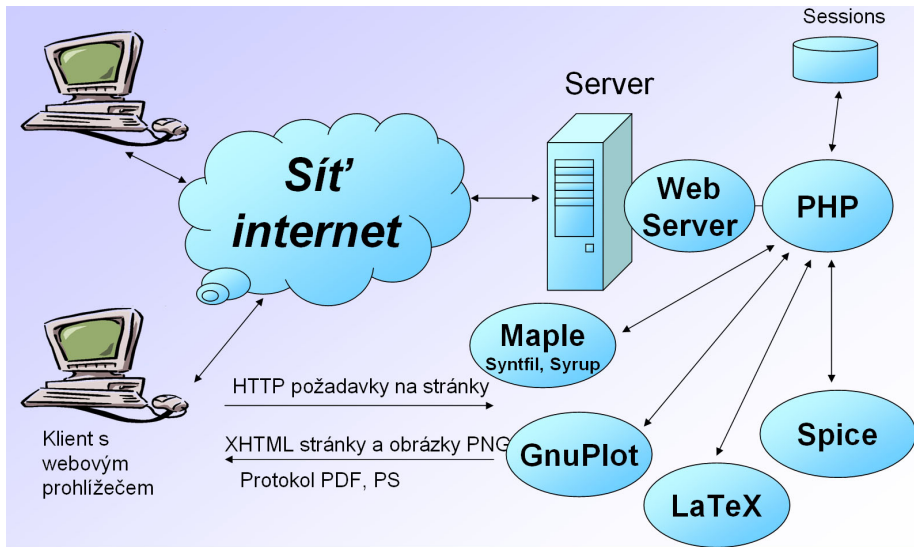 Sessions
Server
Síť
internet
Web
Server
PHP
Maple
Syntfil, Syrup
HTTP požadavky na stránky
Klient s
webovým
prohlížečem
XHTML stránky a obrázky PNG
Protokol PDF, PS
GnuPlot
Spice
LaTeX